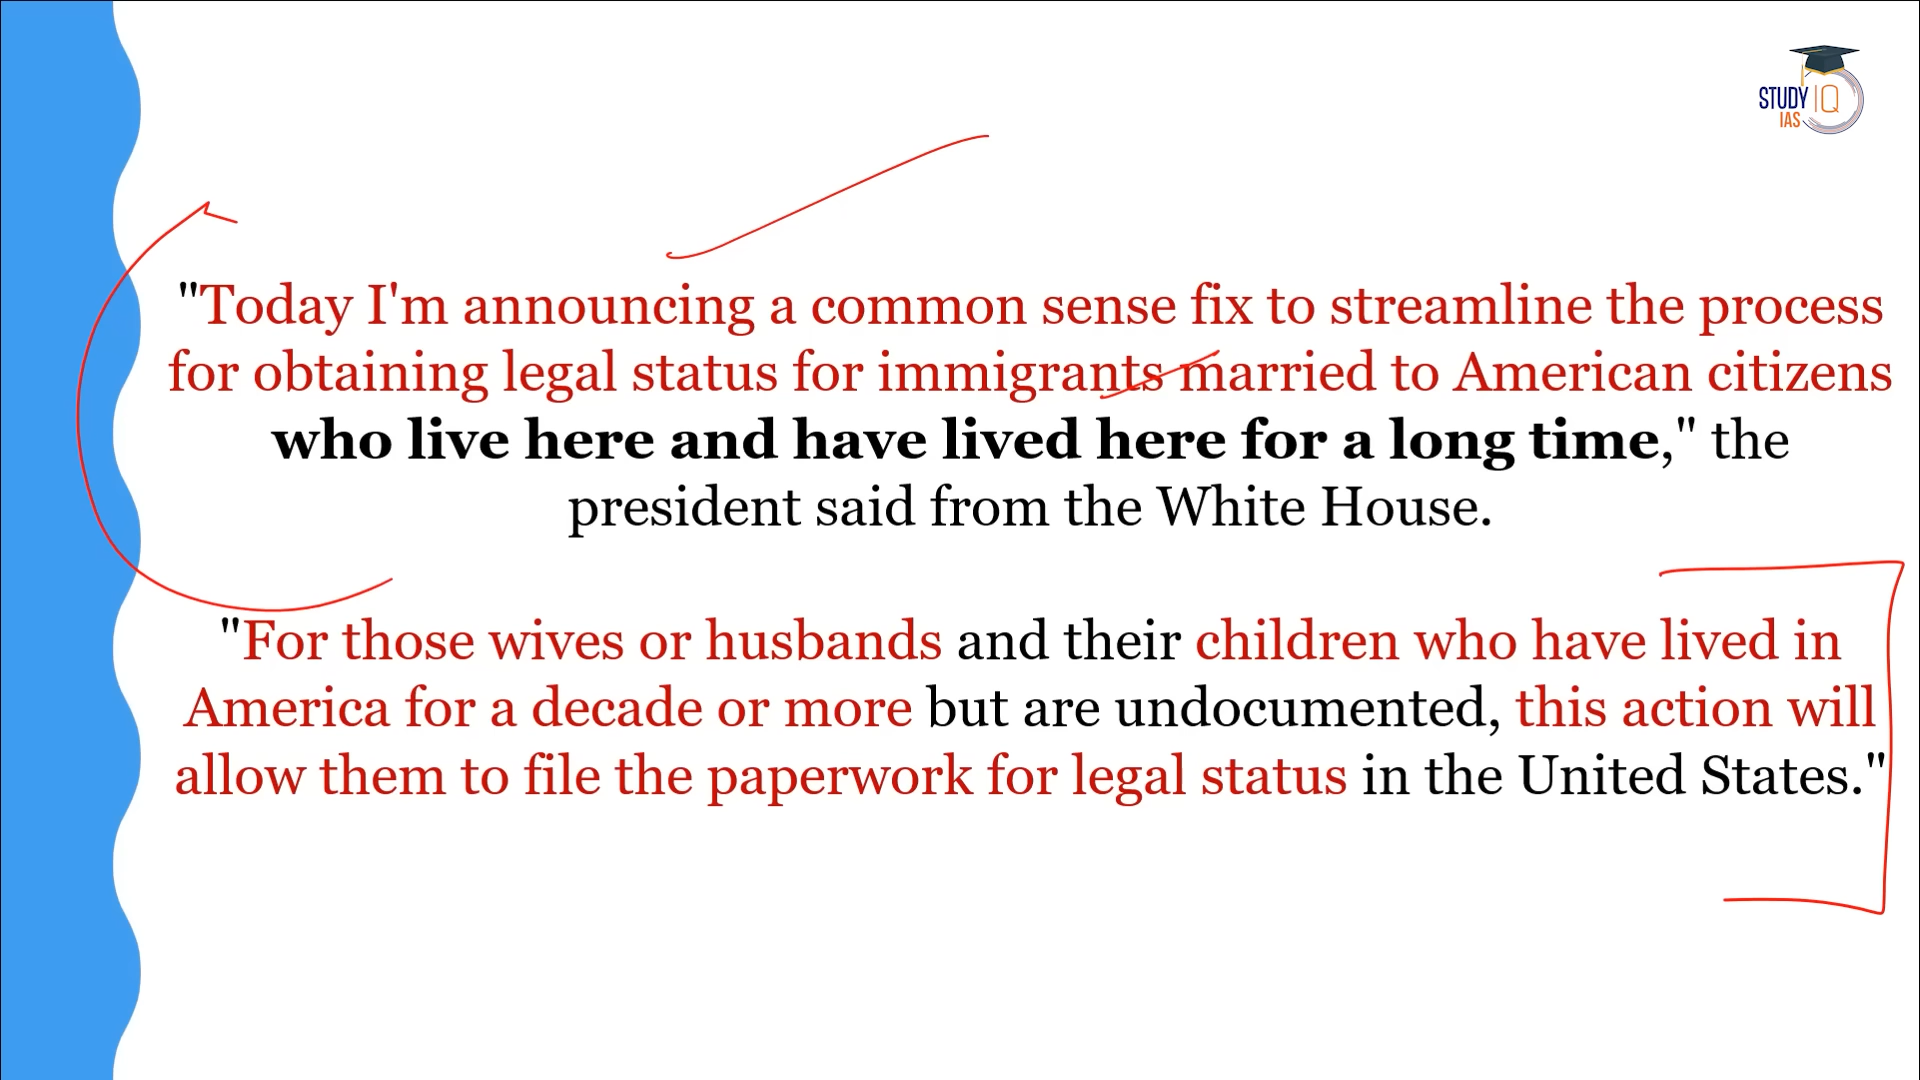 STUDY IQ
IAS
"Today I'm announcing a common sense fix to streamline the process
for obtaining legal status for immigrants married to American citizens
who live here and have lived here for a long time," the
president said from the White House.
"For those wives or husbands and their children who have lived in
America for a decade or more but are undocumented, this action will
allow them to file the paperwork for legal status in the United States."